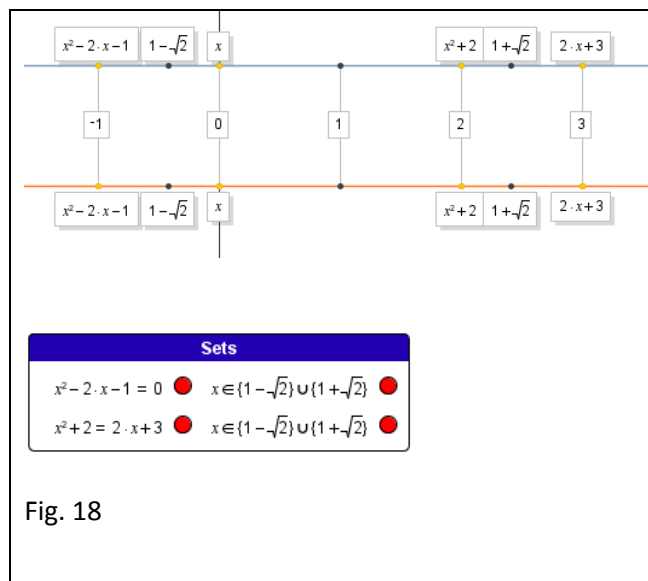 x² − 2 · x − 1 1 − √2 x x² + 2 1 + √2 2 · x + 3
-1 0 1 2 3
x² − 2 · x − 1 1 − √2 x x² + 2 1 + √2 2 · x + 3
Sets
x² − 2 · x − 1 = 0 x ∈ {1 − √2} ∪ {1 + √2}
x² + 2 = 2 · x + 3 x ∈ {1 − √2} ∪ {1 + √2}
Fig. 18